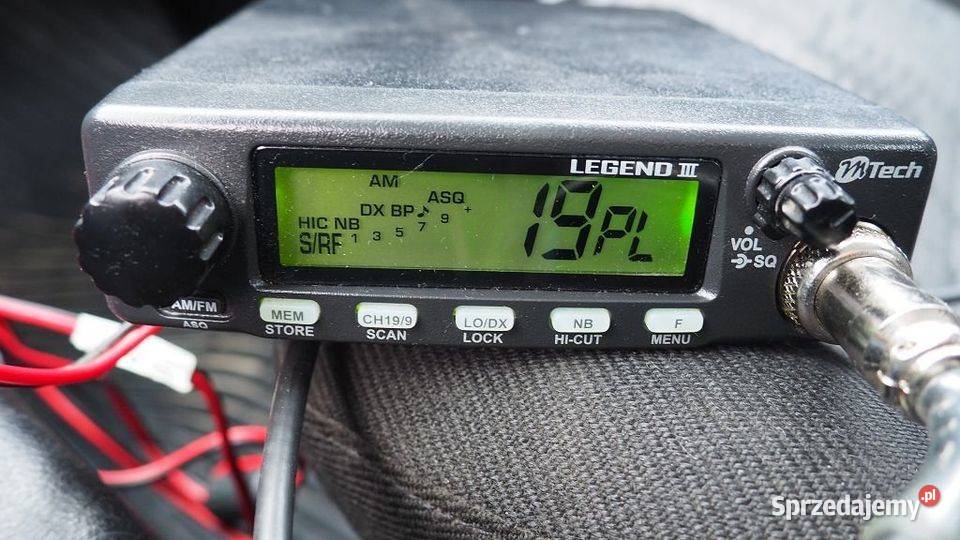 LEGEND III
mTech
AM
ASQ
DX BP♪
HIC NB
S/RF 1 3 5 7 9 +
19PL
VOL
SQ
AM/FM
ASQ
MEM
STORE
CH19/9
SCAN
LO/DX
LOCK
NB
HI-CUT
F
MENU
Sprzedajemy.pl